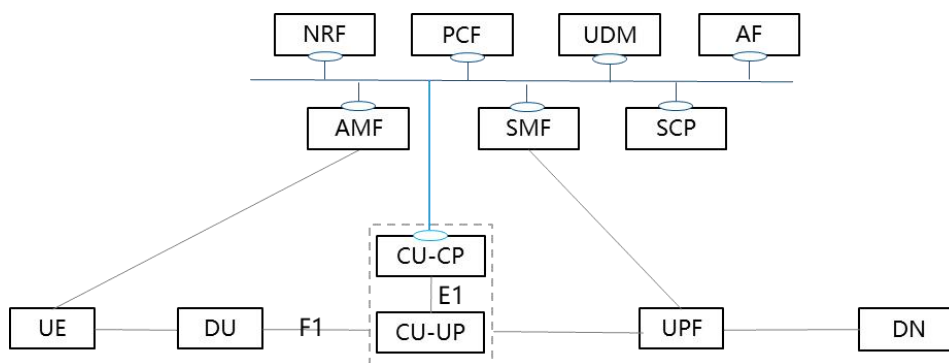 NRF
PCF
UDM
AF
AMF
SMF
SCP
CU-CP
E1
UE
DU
F1
CU-UP
UPF
DN